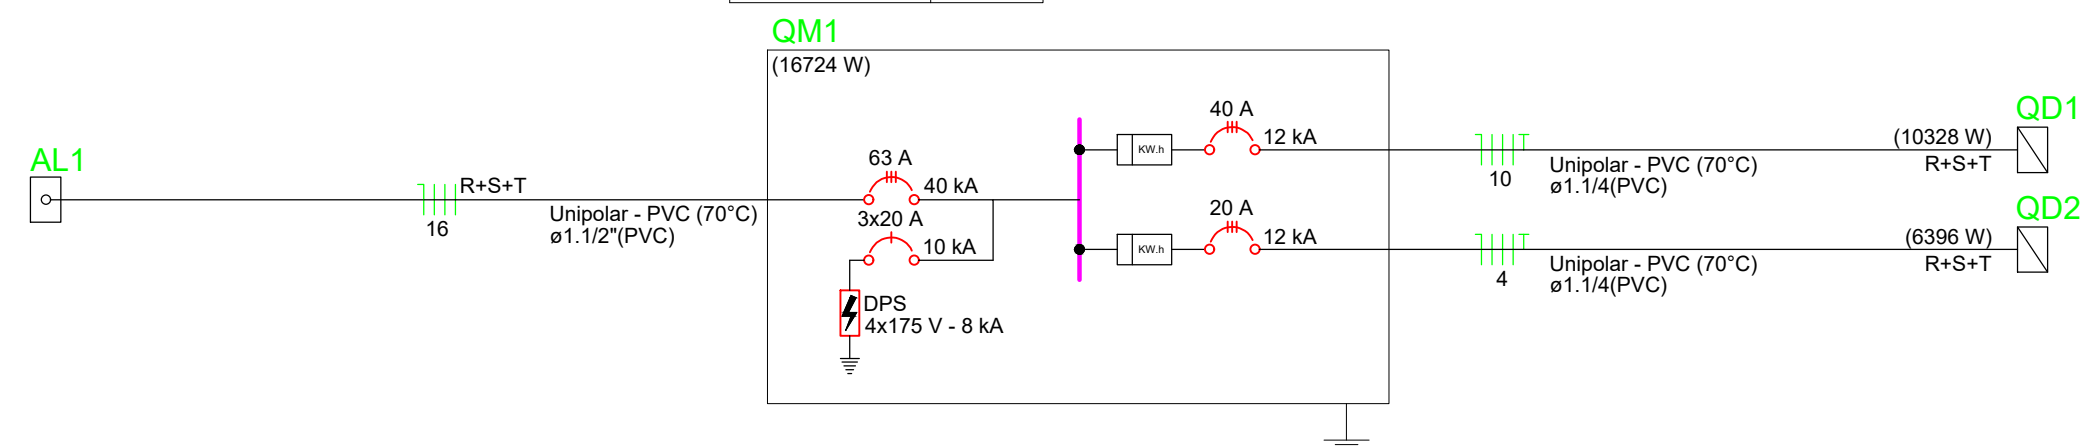 QM1
(16724 W)
AL1
R+S+T
16
Unipolar - PVC (70°C)
ø1.1/2"(PVC)
63 A
40 kA
3x20 A
10 kA
DPS
4x175 V - 8 kA
KW.h
40 A
12 kA
10
Unipolar - PVC (70°C)
ø1.1/4(PVC)
(10328 W)
R+S+T
QD1
KW.h
20 A
12 kA
4
Unipolar - PVC (70°C)
ø1.1/4(PVC)
(6396 W)
R+S+T
QD2